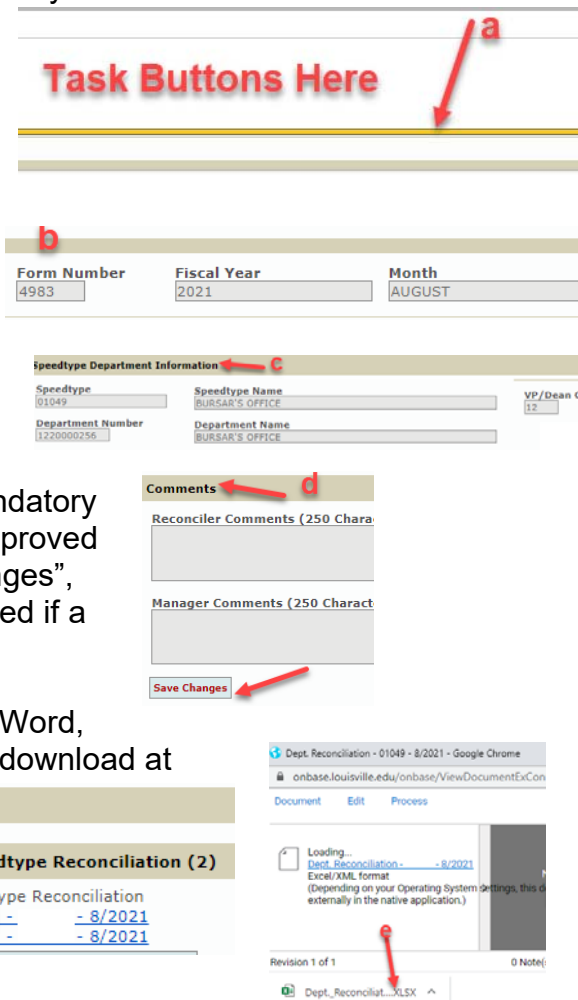 a
Task Buttons Here
b
Form Number Fiscal Year Month
4983 2021 AUGUST
Speedtype Department Information c
Speedtype Speedtype Name VP/Dean
01049 BURSAR'S OFFICE 12
Department Number Department Name
1220000256 BURSAR'S OFFICE
ndatory
proved
nges”,
ed if a
Comments d
Reconciler Comments (250 Chara
Manager Comments (250 Charact
Save Changes
Word,
download at
dtype Reconciliation (2)
ype Reconciliation
- - 8/2021
- - 8/2021
Dept. Reconciliation - 01049 - 8/2021 - Google Chrome
onbase.louisville.edu/onbase/ViewDocumentExCon
Document Edit Process
Loading...
Dept. Reconciliation - - 8/2021
Excel/XML format
(Depending on your Operating System settings, this d
externally in the native application.)
e
Revision 1 of 1 0 Note(
Dept._Reconciliat....XLSX